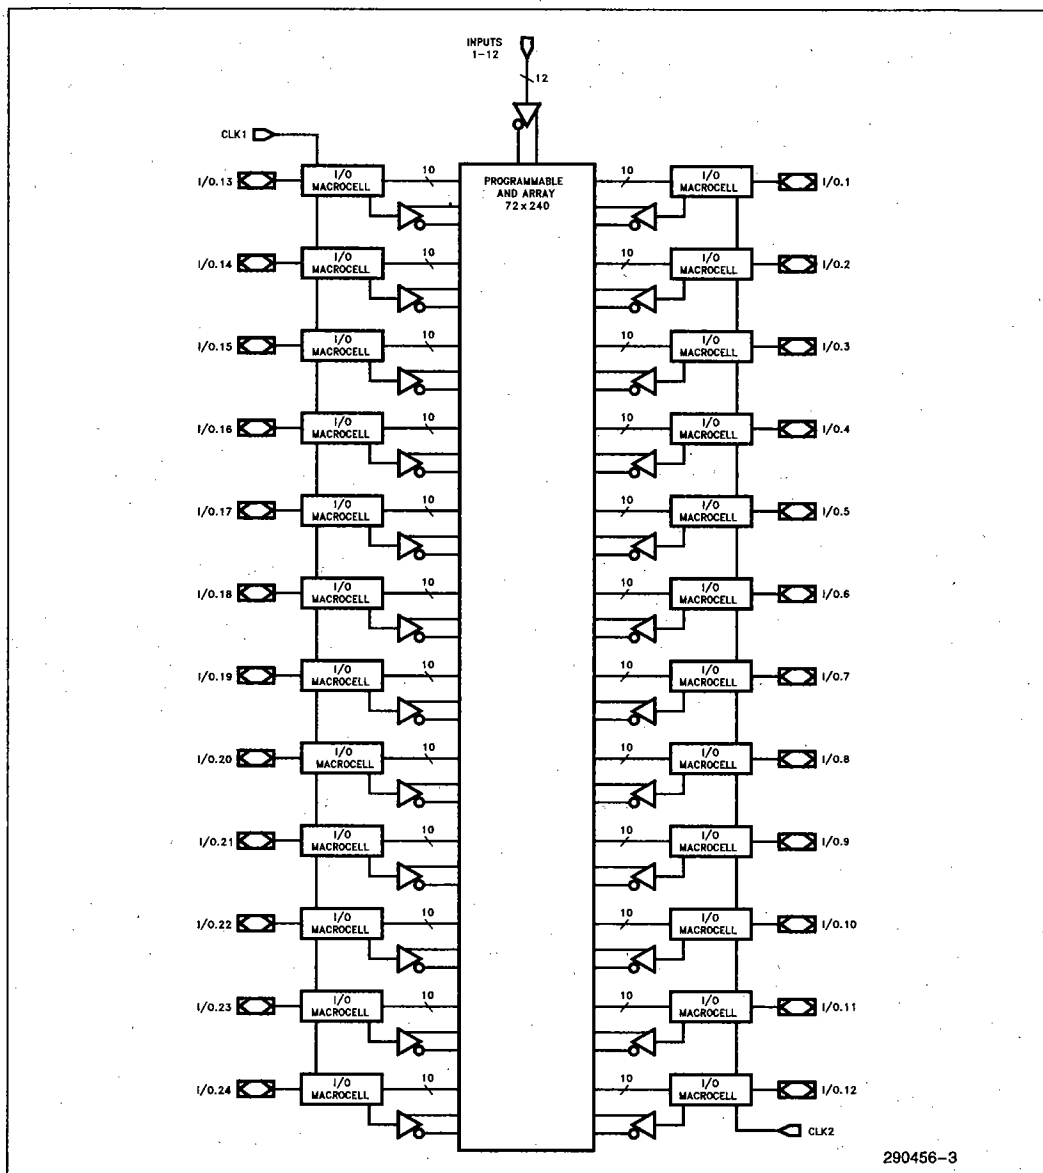 INPUTS
1-12
12
CLK1
I/O.13
I/O
MACROCELL
10
PROGRAMMABLE
AND ARRAY
72 x 240
10
I/O
MACROCELL
I/O.1
I/O.14
I/O
MACROCELL
10
10
I/O
MACROCELL
I/O.2
I/O.15
I/O
MACROCELL
10
10
I/O
MACROCELL
I/O.3
I/O.16
I/O
MACROCELL
10
10
I/O
MACROCELL
I/O.4
I/O.17
I/O
MACROCELL
10
10
I/O
MACROCELL
I/O.5
I/O.18
I/O
MACROCELL
10
10
I/O
MACROCELL
I/O.6
I/O.19
I/O
MACROCELL
10
10
I/O
MACROCELL
I/O.7
I/O.20
I/O
MACROCELL
10
10
I/O
MACROCELL
I/O.8
I/O.21
I/O
MACROCELL
10
10
I/O
MACROCELL
I/O.9
I/O.22
I/O
MACROCELL
10
10
I/O
MACROCELL
I/O.10
I/O.23
I/O
MACROCELL
10
10
I/O
MACROCELL
I/O.11
I/O.24
I/O
MACROCELL
10
10
I/O
MACROCELL
I/O.12
CLK2
290456-3